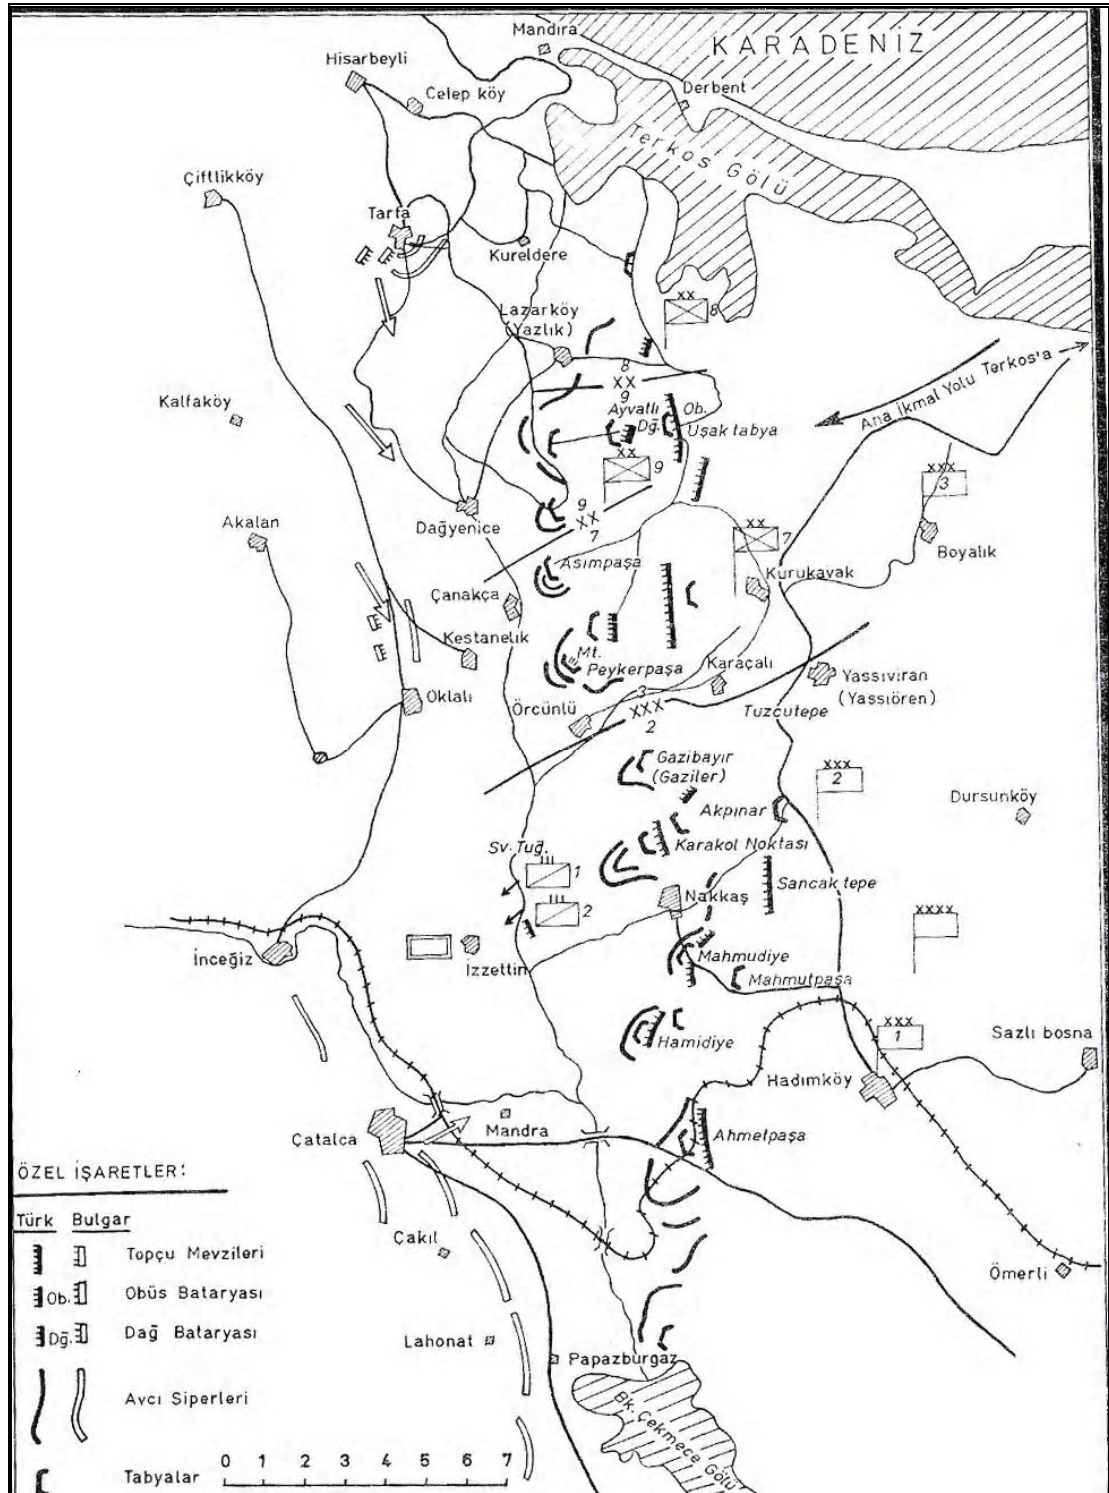 KARADENİZ
Mandıra
Hisarbeyli
Celep köy
Derbent
Terkos Gölü
Çiftlikköy
Tarfa
Kureldere
Lazarköy
(Yazlık)
XX
8
8
XX
9
Ana İkmal Yolu Terkos'a
Kalfaköy
Ayvatlı
Dğ.
Ob.
Uşak tabya
XX
9
XXX
3
Boyalık
Dağyenice
9
XX
7
Akalan
XX
7
Kurukavak
Asımpaşa
Çanakça
Kestanelik
Mt.
Peykerpaşa
Karaçalı
Yassıviran
(Yassıören)
Oklalı
Örcünlü
3
XXX
2
Tuzcutepe
Gazibayır
(Gaziler)
XXX
2
Dursunköy
Akpınar
Karakol Noktası
Sv. Tuğ.
III
1
III
2
Sancak tepe
Nakkaş
XXXX
İnceğiz
İzzettin
Mahmudiye
Mahmutpaşa
Hamidiye
XXX
1
Sazlı bosna
Hadımköy
Çatalca
Mandra
Ahmetpaşa
Çakıl
Ömerli
Lahonat
Papazburgaz
Bk. Çekmece Gölü
ÖZEL İŞARETLER:
Türk Bulgar
Topçu Mevzileri
Ob. Obüs Bataryası
Dğ. Dağ Bataryası
Avcı Siperleri
Tabyalar
0 1 2 3 4 5 6 7